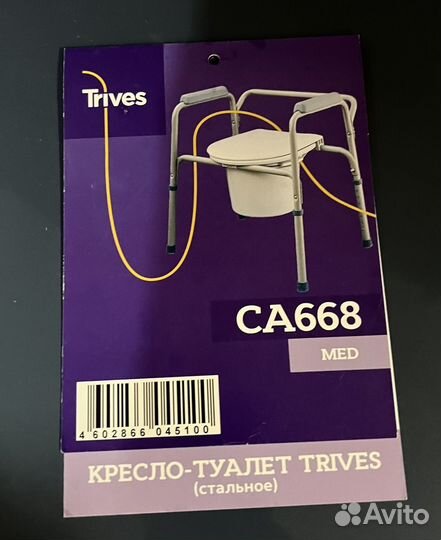 Trives
CA668
MED
4 602866 045100
КРЕСЛО-ТУАЛЕТ TRIVES
(стальное)
Avito